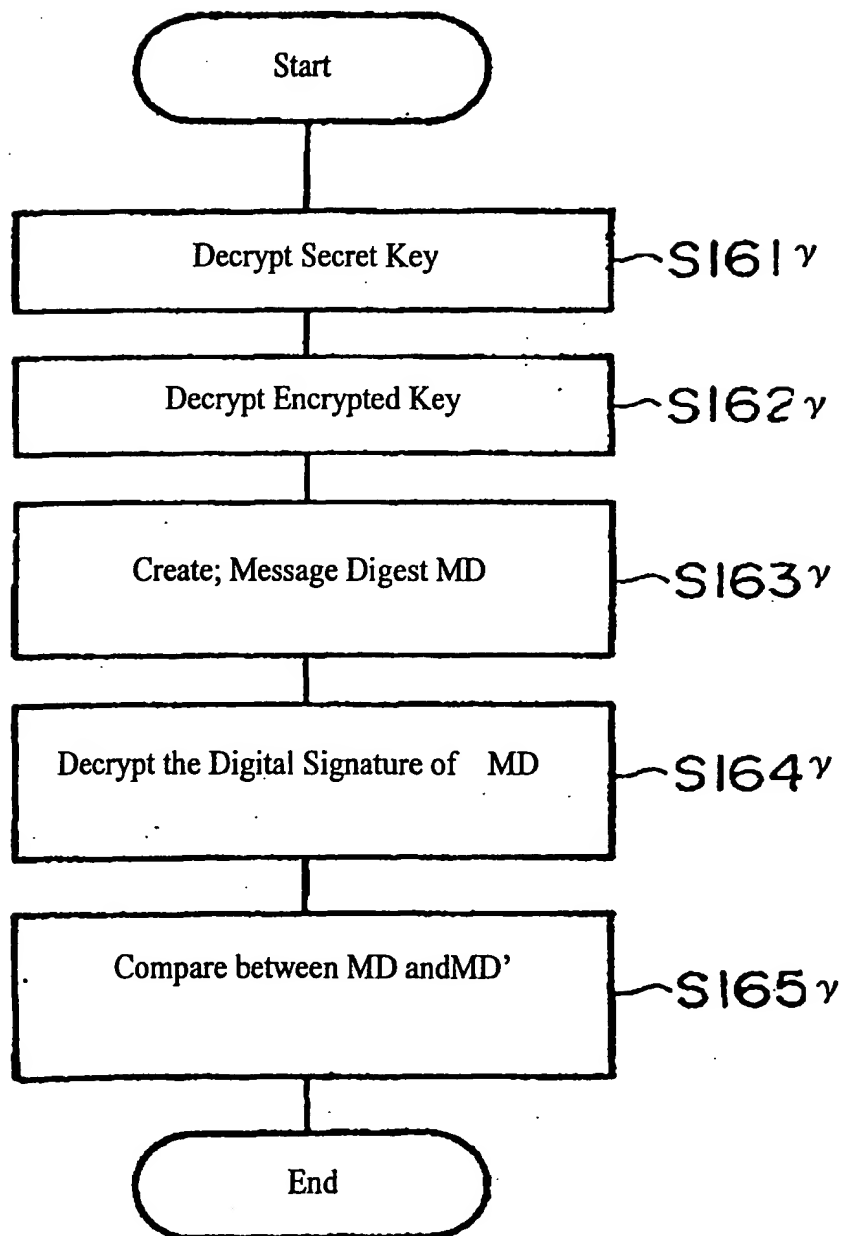 Start
Decrypt Secret Key
S161γ
Decrypt Encrypted Key
S162γ
Create; Message Digest MD
S163γ
Decrypt the Digital Signature of MD
S164γ
Compare between MD andMD'
S165γ
End